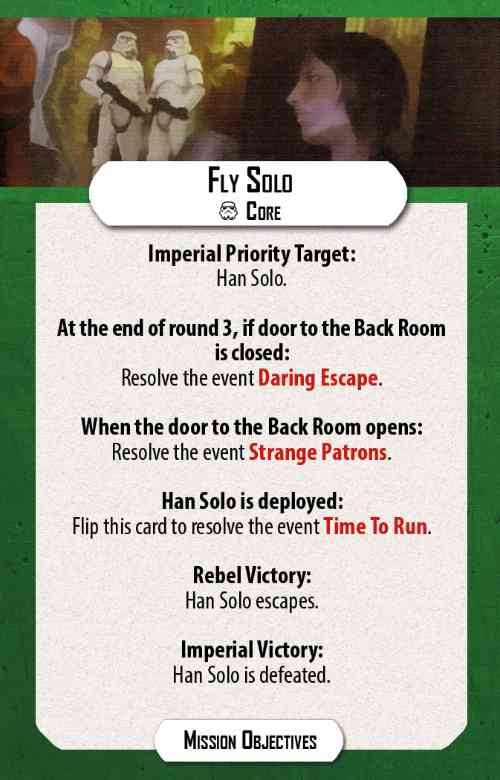 Fly Solo
Core
Imperial Priority Target:
Han Solo.
At the end of round 3, if door to the Back Room
is closed:
Resolve the event Daring Escape.
When the door to the Back Room opens:
Resolve the event Strange Patrons.
Han Solo is deployed:
Flip this card to resolve the event Time To Run.
Rebel Victory:
Han Solo escapes.
Imperial Victory:
Han Solo is defeated.
Mission Objectives